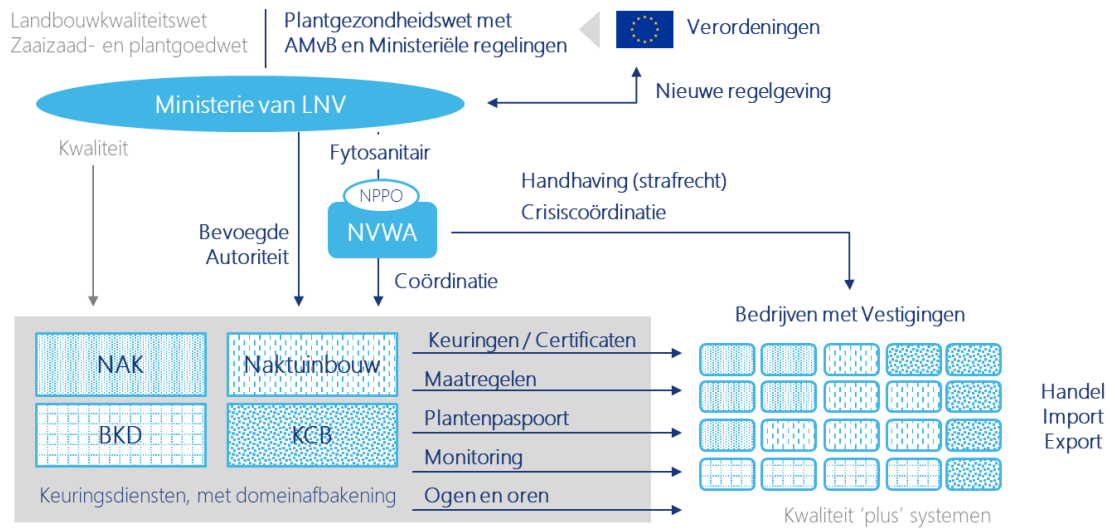 Landbouwkwaliteitswet
Zaaizaad- en plantgoedwet
Plantgezondheidswet met
AMvB en Ministeriële regelingen
Verordeningen
Nieuwe regelgeving
Ministerie van LNV
Kwaliteit
Fytosanitair
NPPO
NVWA
Handhaving (strafrecht)
Crisiscoördinatie
Bevoegde
Autoriteit
Coördinatie
Bedrijven met Vestigingen
NAK
Naktuinbouw
BKD
KCB
Keuringsdiensten, met domeinafbakening
Keuringen / Certificaten
Maatregelen
Plantenpaspoort
Monitoring
Ogen en oren
Handel
Import
Export
Kwaliteit ‘plus’ systemen